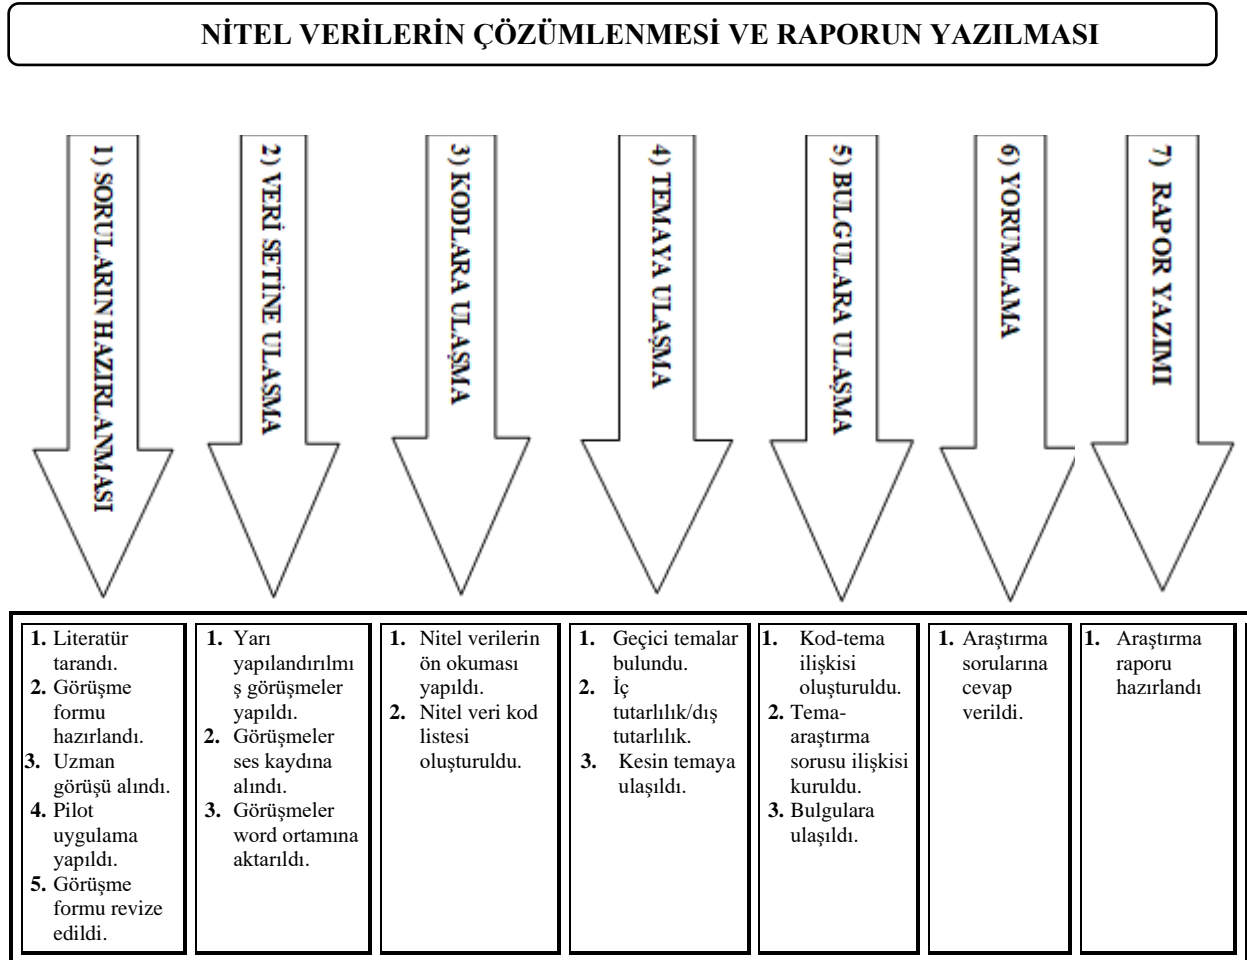 NİTEL VERİLERİN ÇÖZÜMLENMESİ VE RAPORUN YAZILMASI
1) SORULARIN HAZIRLANMASI
2) VERİ SETİNE ULAŞMA
3) KODLARA ULAŞMA
4) TEMAYA ULAŞMA
5) BULGULARA ULAŞMA
6) YORUMLAMA
7) RAPOR YAZIMI
1. Literatür
tarandı.
2. Görüşme
formu
hazırlandı.
3. Uzman
görüşü alındı.
4. Pilot
uygulama
yapıldı.
5. Görüşme
formu revize
edildi.
1. Yarı
yapılandırılmı
ş görüşmeler
yapıldı.
2. Görüşmeler
ses kaydına
alındı.
3. Görüşmeler
word ortamına
aktarıldı.
1. Nitel verilerin
ön okuması
yapıldı.
2. Nitel veri kod
listesi
oluşturuldu.
1. Geçici temalar
bulundu.
2. İç
tutarlılık/dış
tutarlılık.
3. Kesin temaya
ulaşıldı.
1. Kod-tema
ilişkisi
oluşturuldu.
2. Tema-
araştırma
sorusu ilişkisi
kuruldu.
3. Bulgulara
ulaşıldı.
1. Araştırma
sorularına
cevap
verildi.
1. Araştırma
raporu
hazırlandı